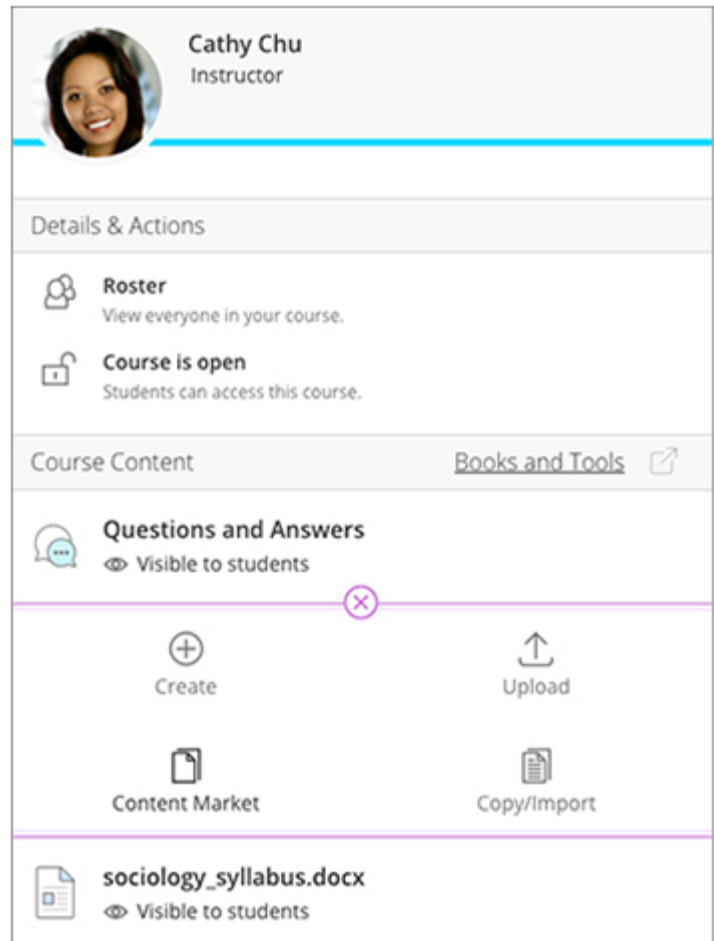 Cathy Chu
Instructor
Details & Actions
Roster
View everyone in your course.
Course is open
Students can access this course.
Course Content Books and Tools
Questions and Answers
Visible to students
Create Upload
Content Market Copy/Import
sociology_syllabus.docx
Visible to students